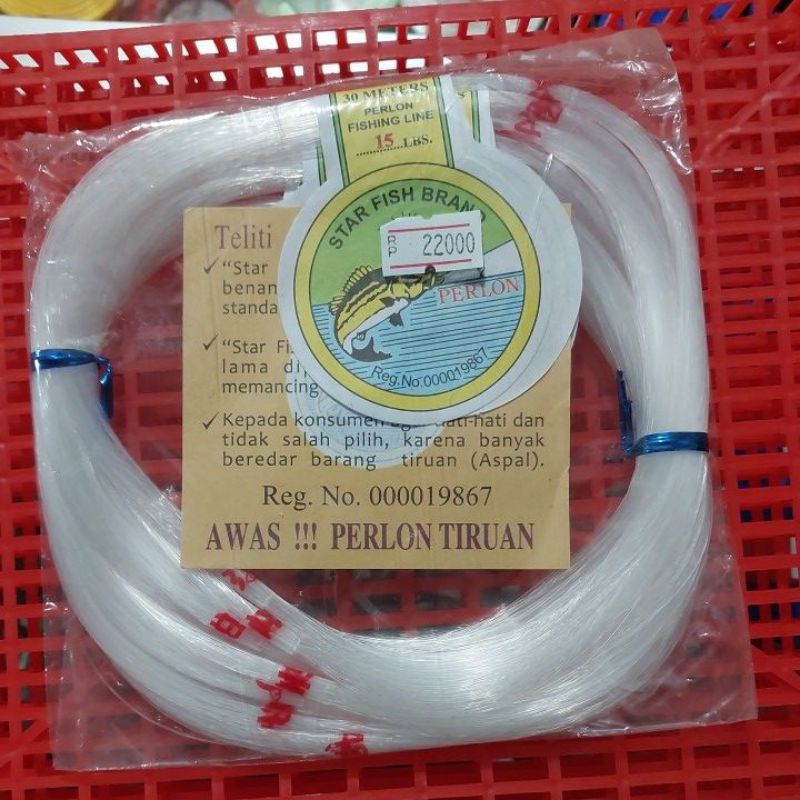 30 METERS
PERLON
FISHING LINE
15 LBS.
STAR FISH BRAND
RP 22000
PERLON
Reg.No:000019867
Teliti
✓ "Star
benan
standa
✓ "Star Fi
lama di
memancing
✓ Kepada konsumen ati-hati dan
tidak salah pilih, karena banyak
beredar barang tiruan (Aspal).
Reg. No. 000019867
AWAS !!! PERLON TIRUAN